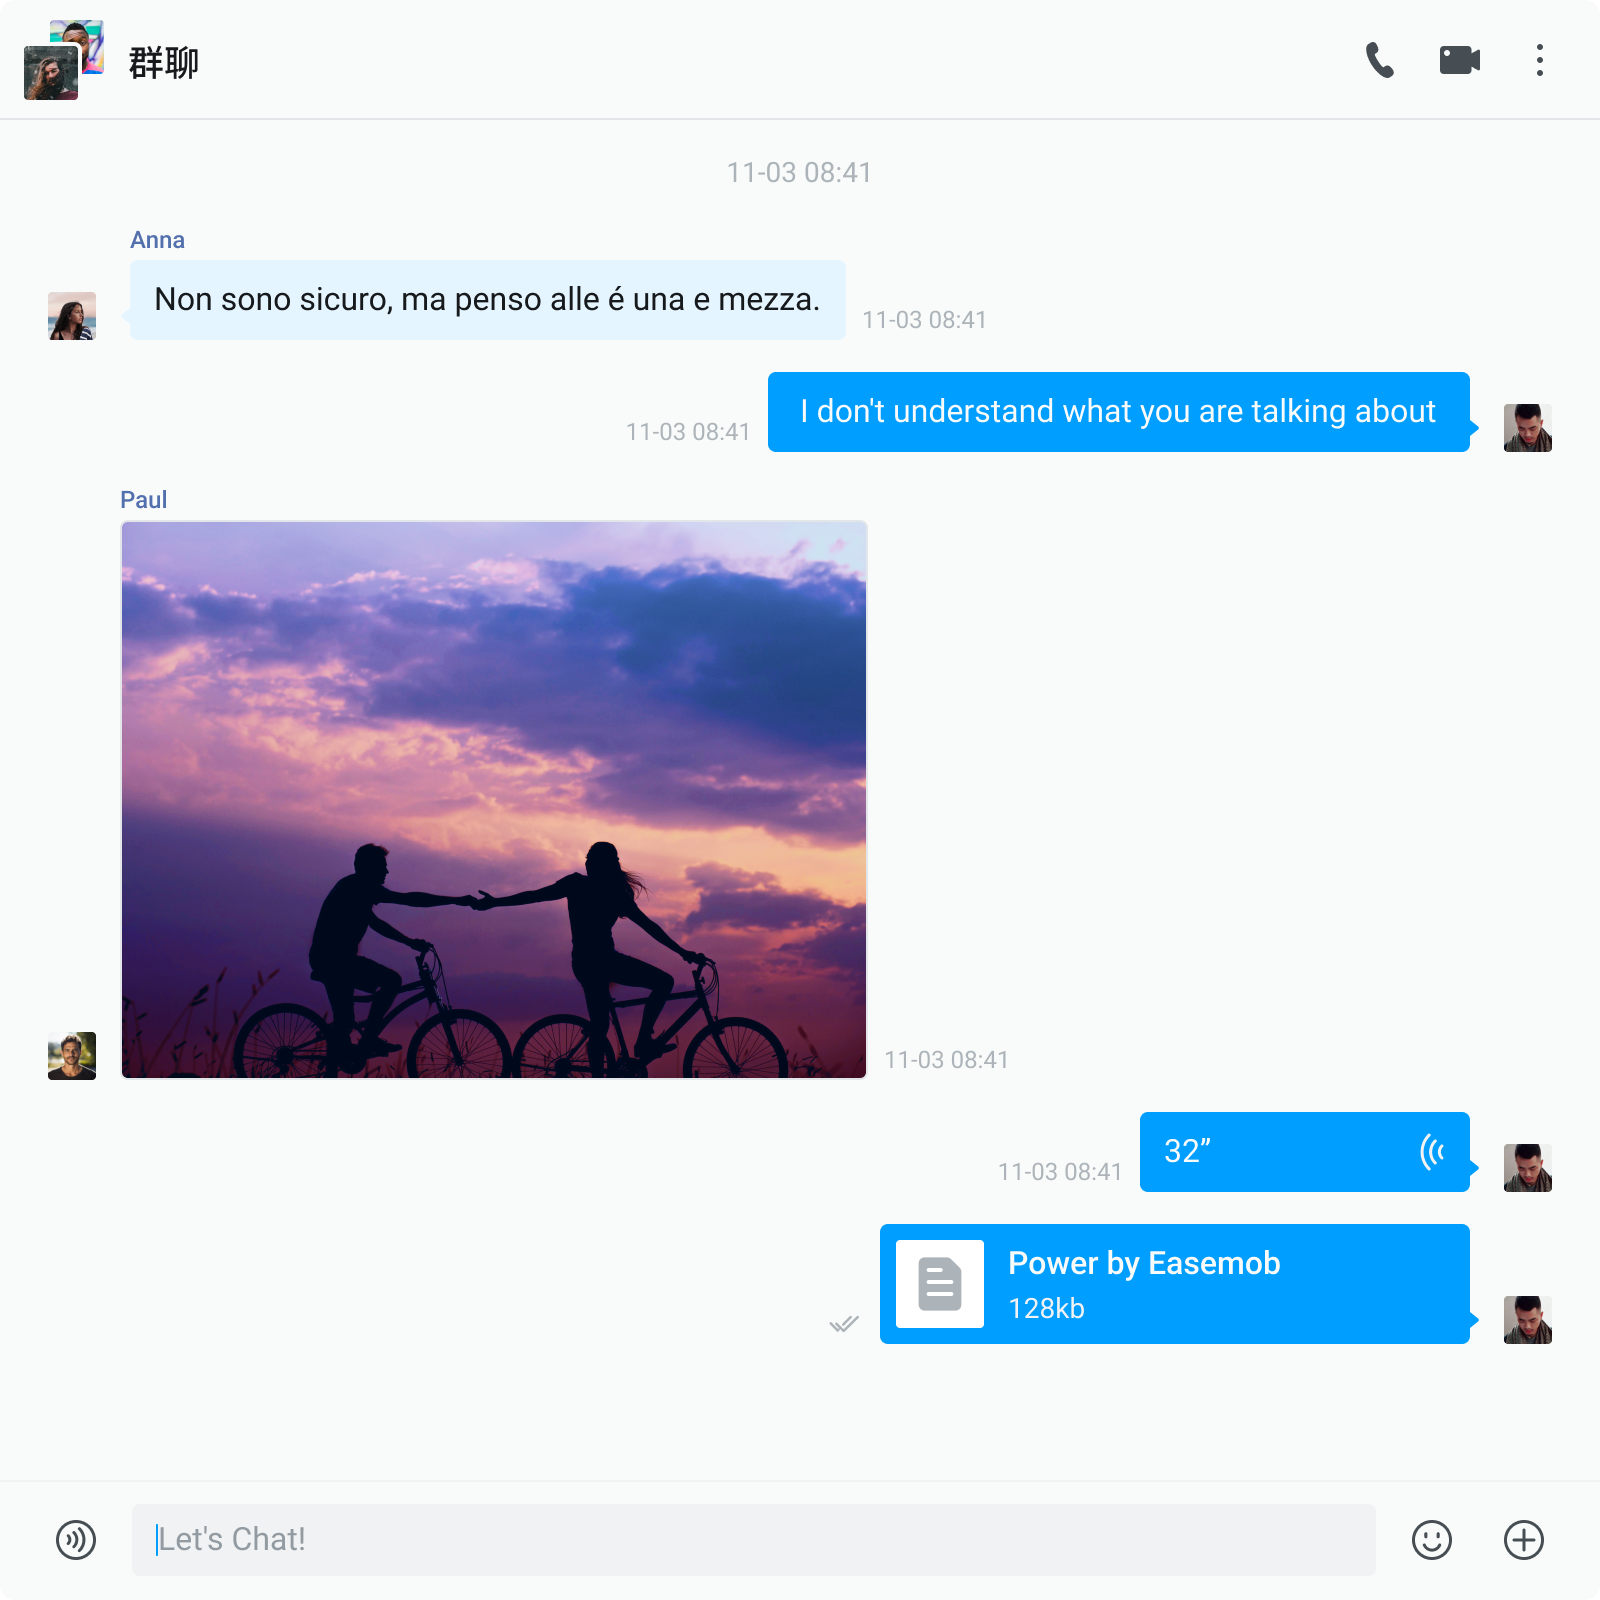 群聊
11-03 08:41
Anna
Non sono sicuro, ma penso alle é una e mezza.
11-03 08:41
11-03 08:41
I don't understand what you are talking about
Paul
11-03 08:41
11-03 08:41
32”
Power by Easemob
128kb
Let's Chat!